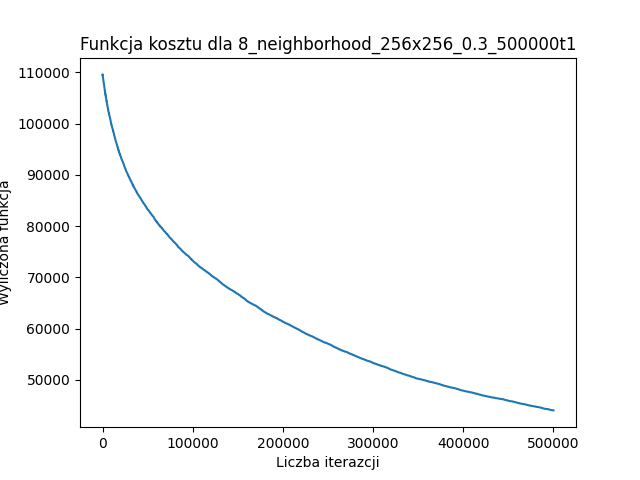 Funkcja kosztu dla 8_neighborhood_256x256_0.3_500000t1
110000
100000
90000
80000
70000
60000
50000
Wyliczona funkcja
0 100000 200000 300000 400000 500000
Liczba iterazcji